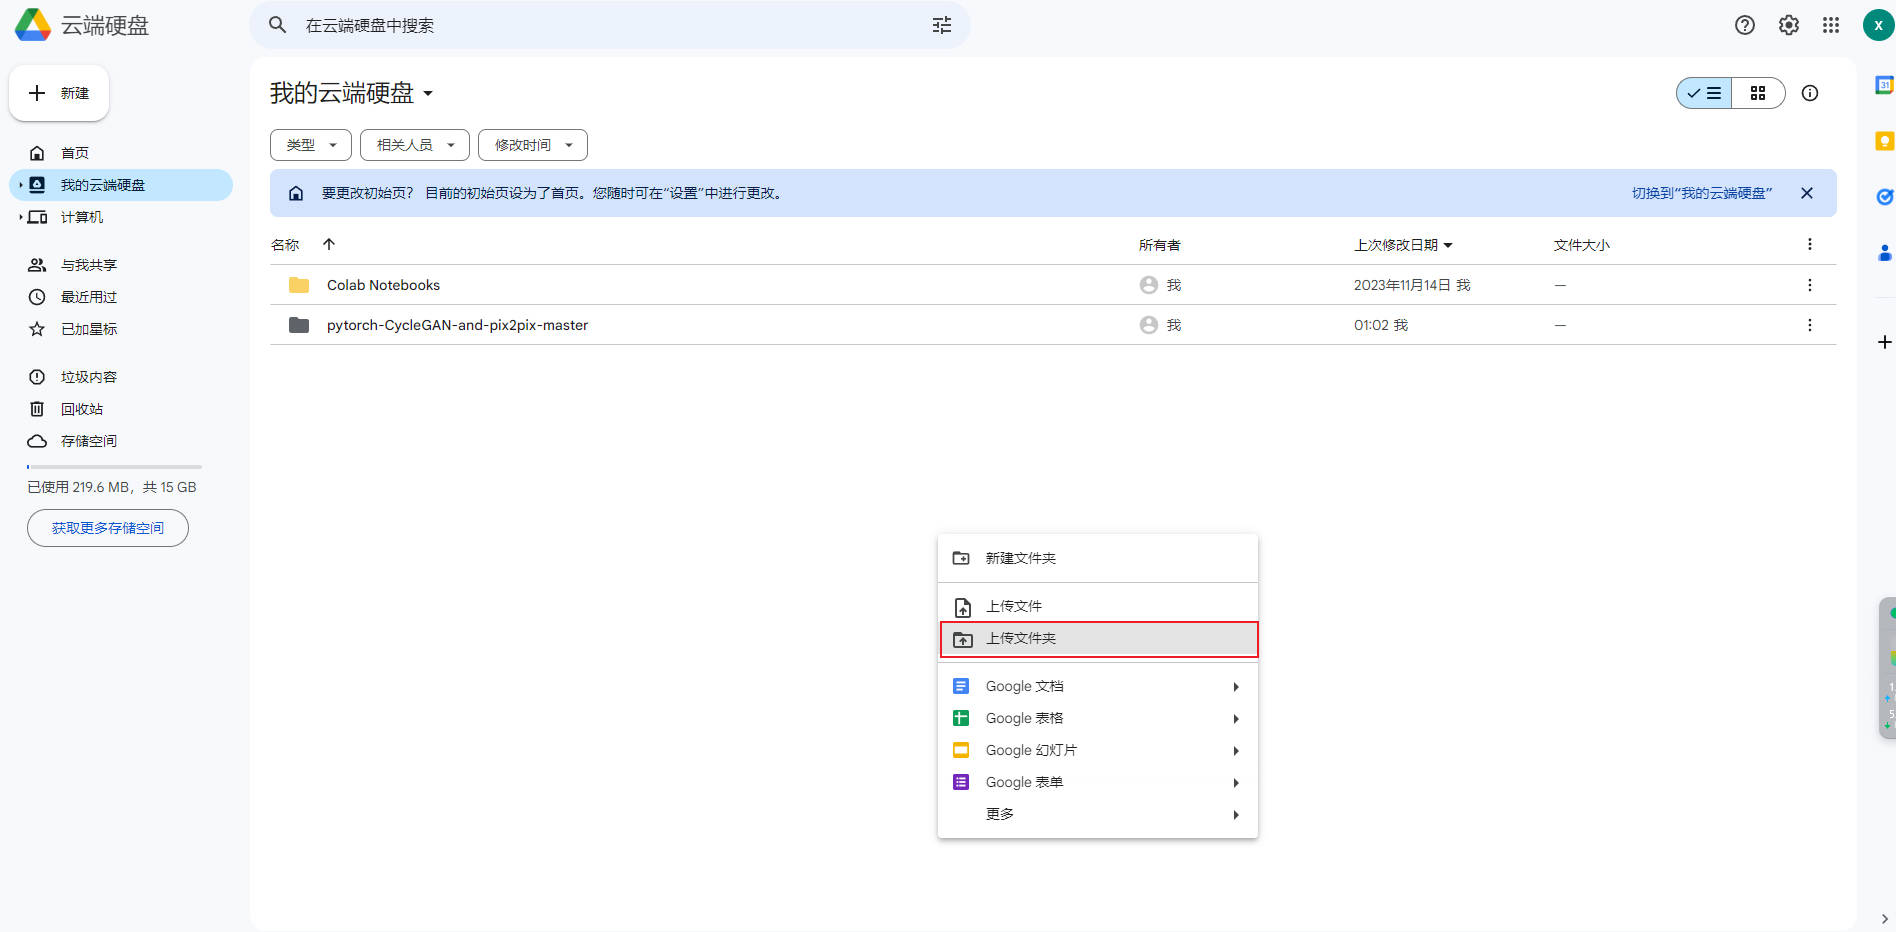 云端硬盘
在云端硬盘中搜索
X
新建
我的云端硬盘
类型
相关人员
修改时间
首页
我的云端硬盘
计算机
与我共享
最近用过
已加星标
垃圾内容
回收站
存储空间
已使用 219.6 MB，共 15 GB
获取更多存储空间
要更改初始页？ 目前的初始页设为了首页。您随时可在“设置”中进行更改。
切换到“我的云端硬盘”
名称 所有者 上次修改日期 文件大小
Colab Notebooks 我 2023年11月14日 我 —
pytorch-CycleGAN-and-pix2pix-master 我 01:02 我 —
新建文件夹
上传文件
上传文件夹
Google 文档
Google 表格
Google 幻灯片
Google 表单
更多
31